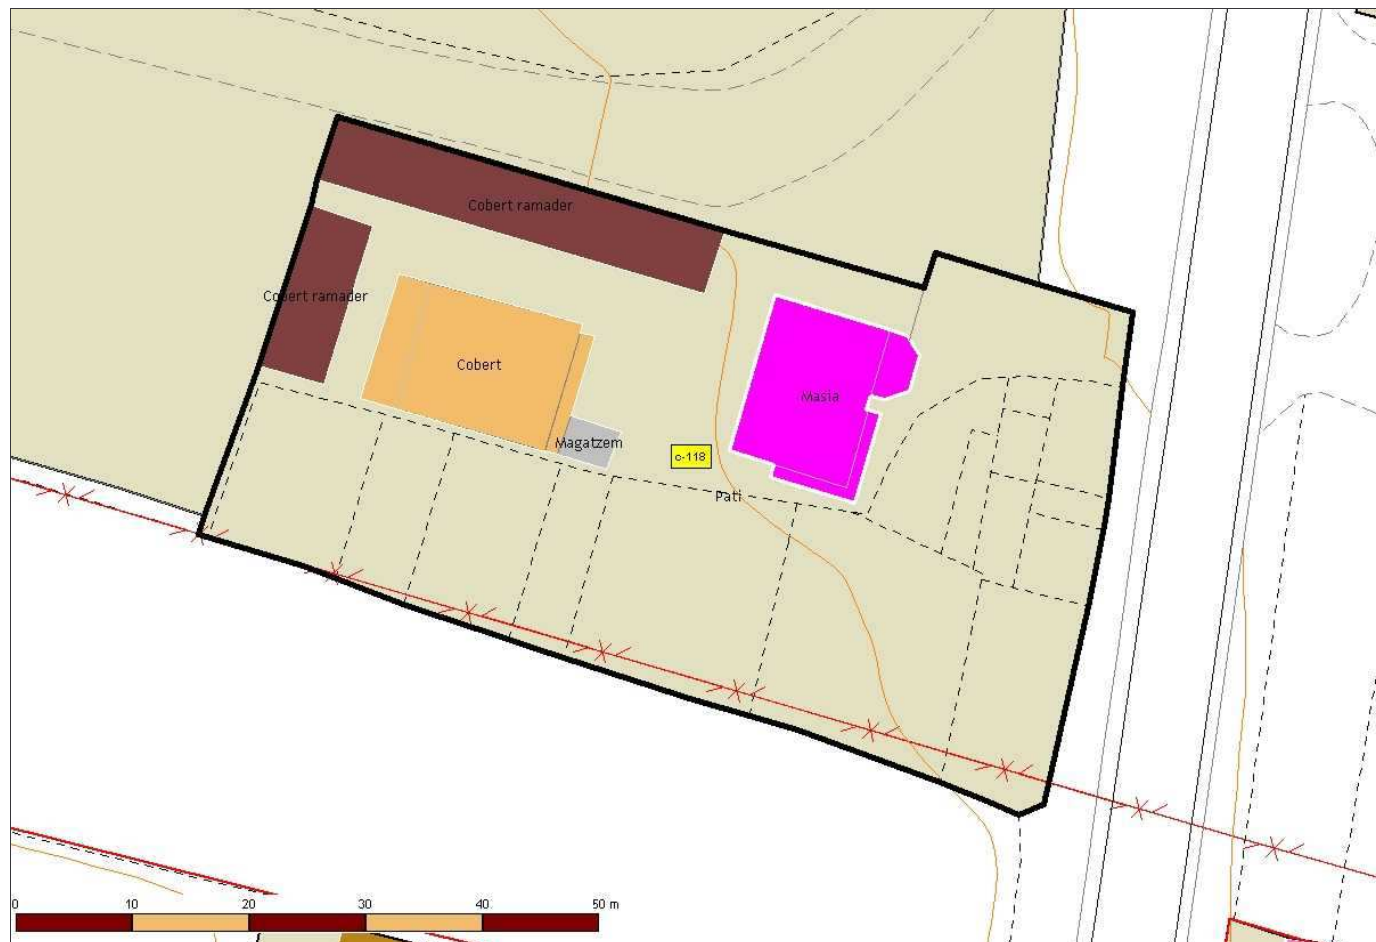 Cobert ramader
Cobert ramader
Cobert
Masia
Magatzem
c-118
Pati
0 10 20 30 40 50 m